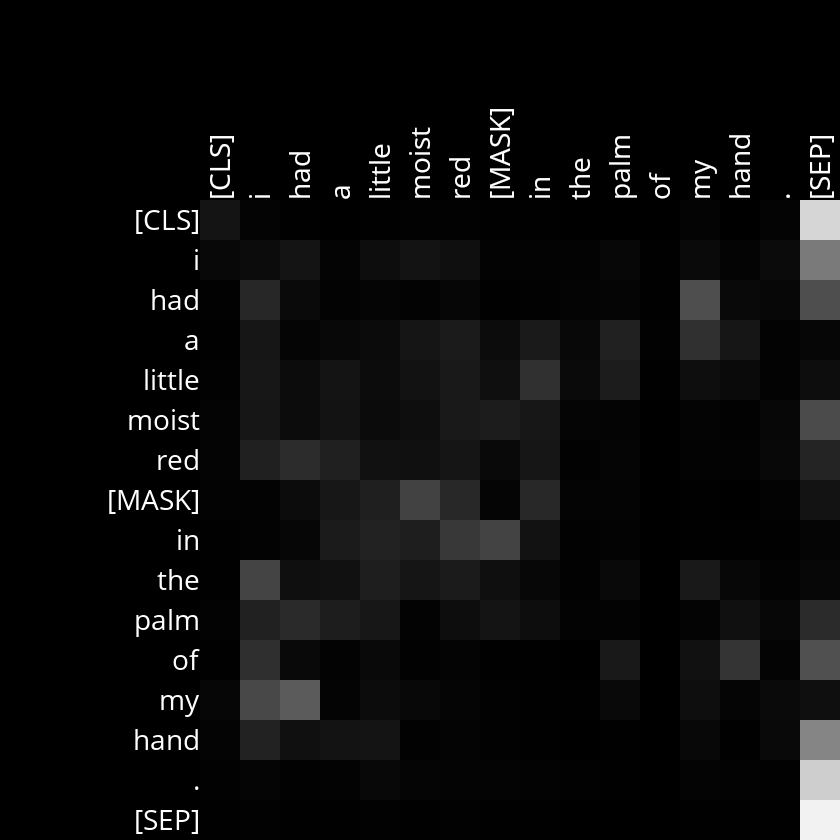 [CLS] i had a little moist red [MASK] in the palm of my hand . [SEP]
[CLS]
i
had
a
little
moist
red
[MASK]
in
the
palm
of
my
hand
.
[SEP]